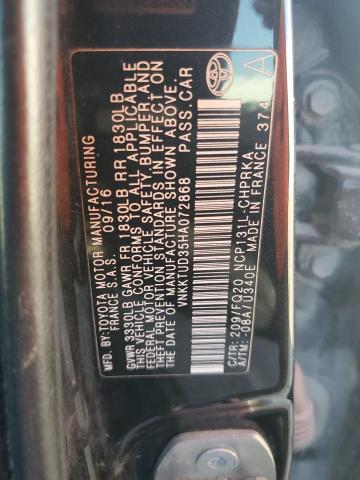 MFD. BY: TOYOTA MOTOR MANUFACTURING
FRANCE S.A.S. 09/16
GVWR 3330LB GAWR FR 1830LB RR 1830LB
THIS VEHICLE CONFORMS TO ALL APPLICABLE
FEDERAL MOTOR VEHICLE SAFETY, BUMPER, AND
THEFT PREVENTION STANDARDS IN EFFECT ON
THE DATE OF MANUFACTURE SHOWN ABOVE.
VNKKTUD35HA072868 PASS. CAR
TOYOTA
C/TR: 209/FC20 NCP131L-CHPRKA
A/TM: -08A/U340E MADE IN FRANCE 374
A